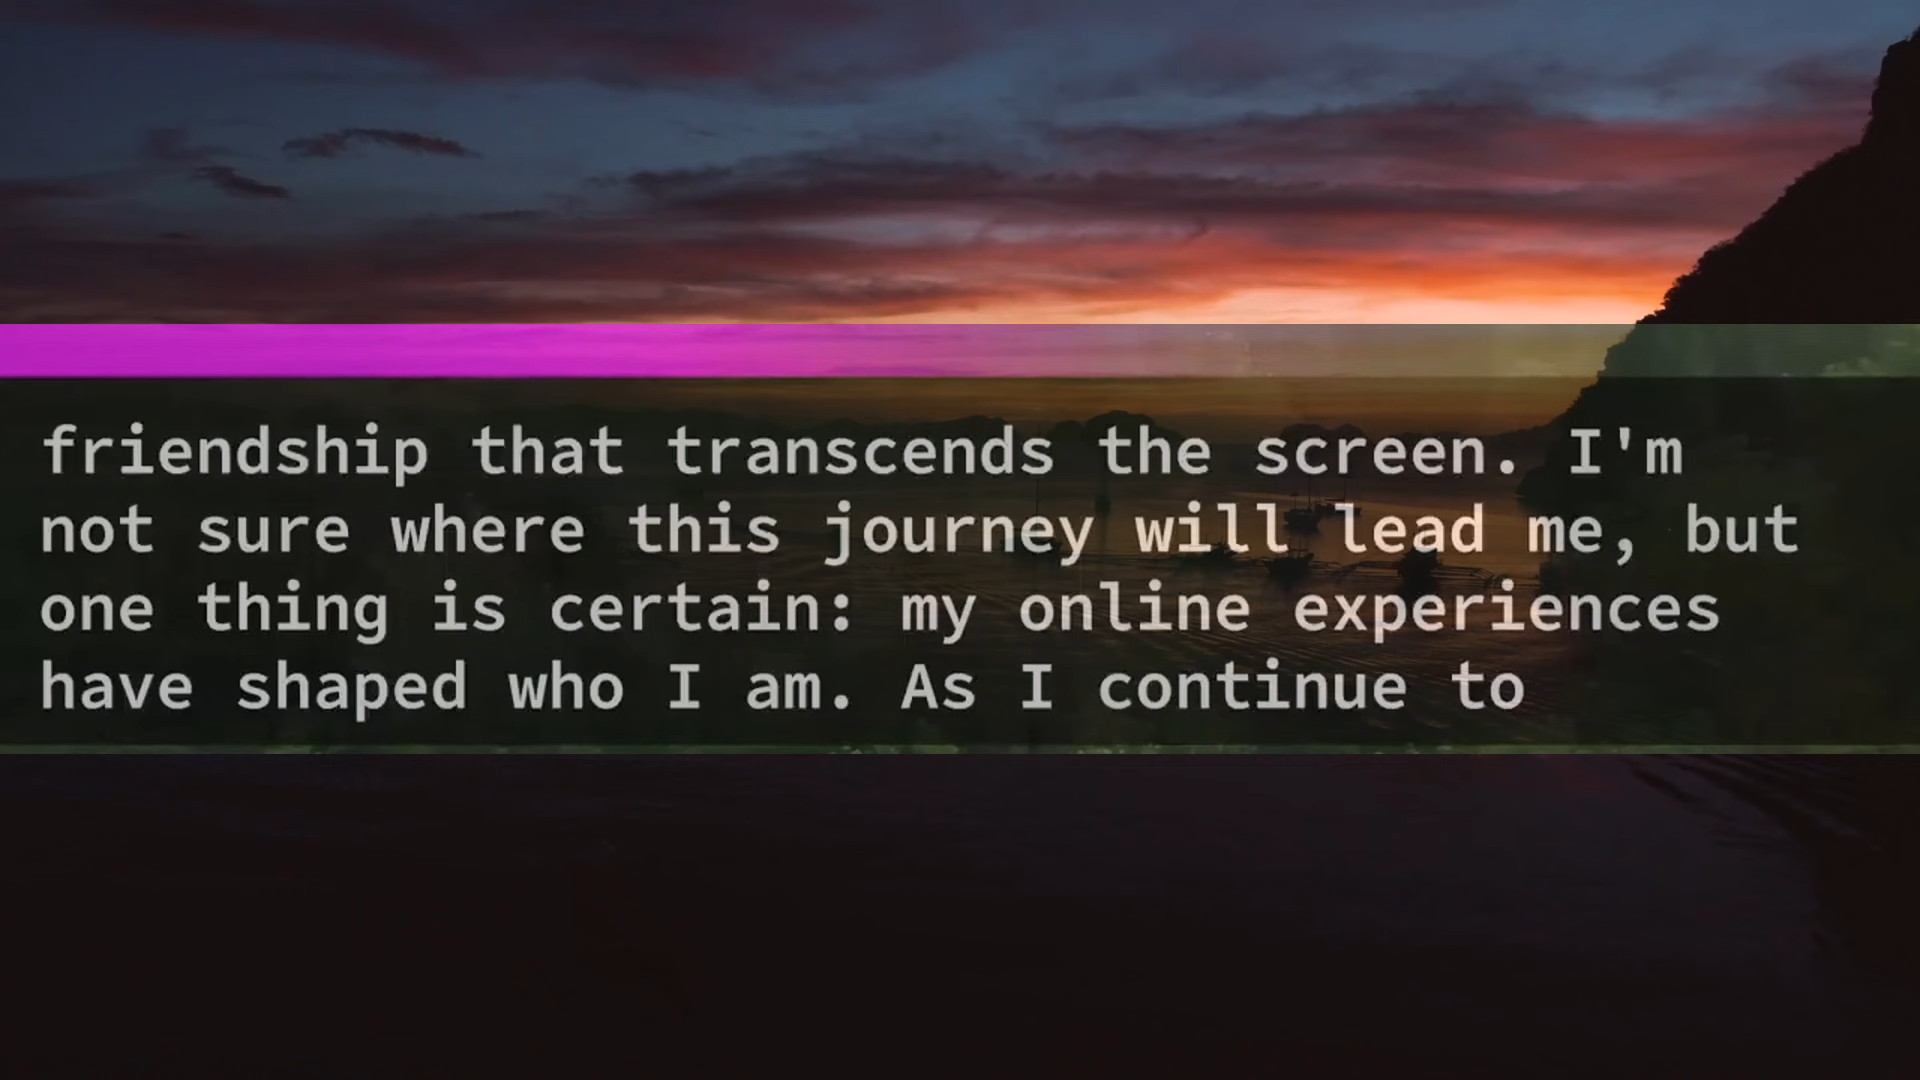 friendship that transcends the screen. I'm
not sure where this journey will lead me, but
one thing is certain: my online experiences
have shaped who I am. As I continue to